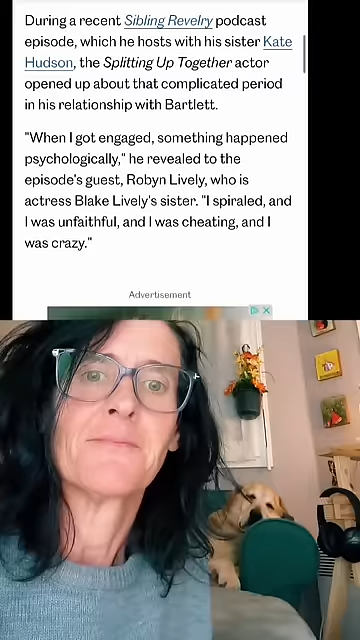 During a recent Sibling Revelry podcast
episode, which he hosts with his sister Kate
Hudson, the Splitting Up Together actor
opened up about that complicated period
in his relationship with Bartlett.
"When I got engaged, something happened
psychologically," he revealed to the
episode's guest, Robyn Lively, who is
actress Blake Lively's sister. "I spiraled, and
I was unfaithful, and I was cheating, and I
was crazy."
Advertisement